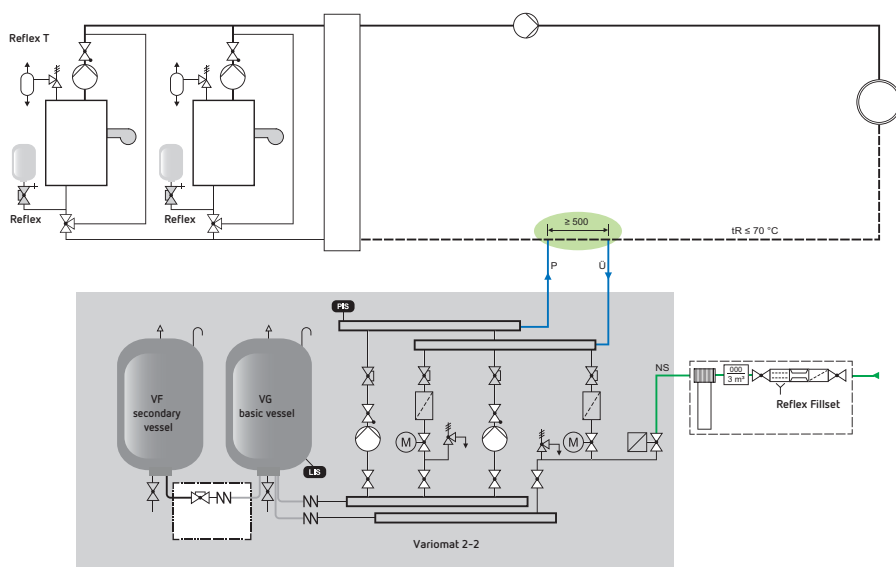 Reflex T
Reflex
Reflex
≥ 500
tR ≤ 70 °C
P
Ü
PIS
NS
000
3 m³
Reflex Fillset
VF
secondary
vessel
VG
basic vessel
M
M
LIS
Variomat 2-2